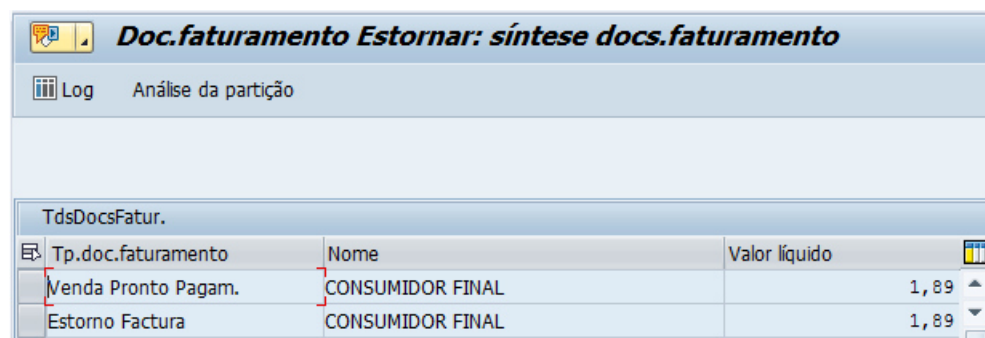 Doc.faturamento Estornar: síntese docs.faturamento
Log Análise da partição
TdsDocsFatur.
Tp.doc.faturamento Nome Valor líquido
Venda Pronto Pagam. CONSUMIDOR FINAL 1,89
Estorno Factura CONSUMIDOR FINAL 1,89